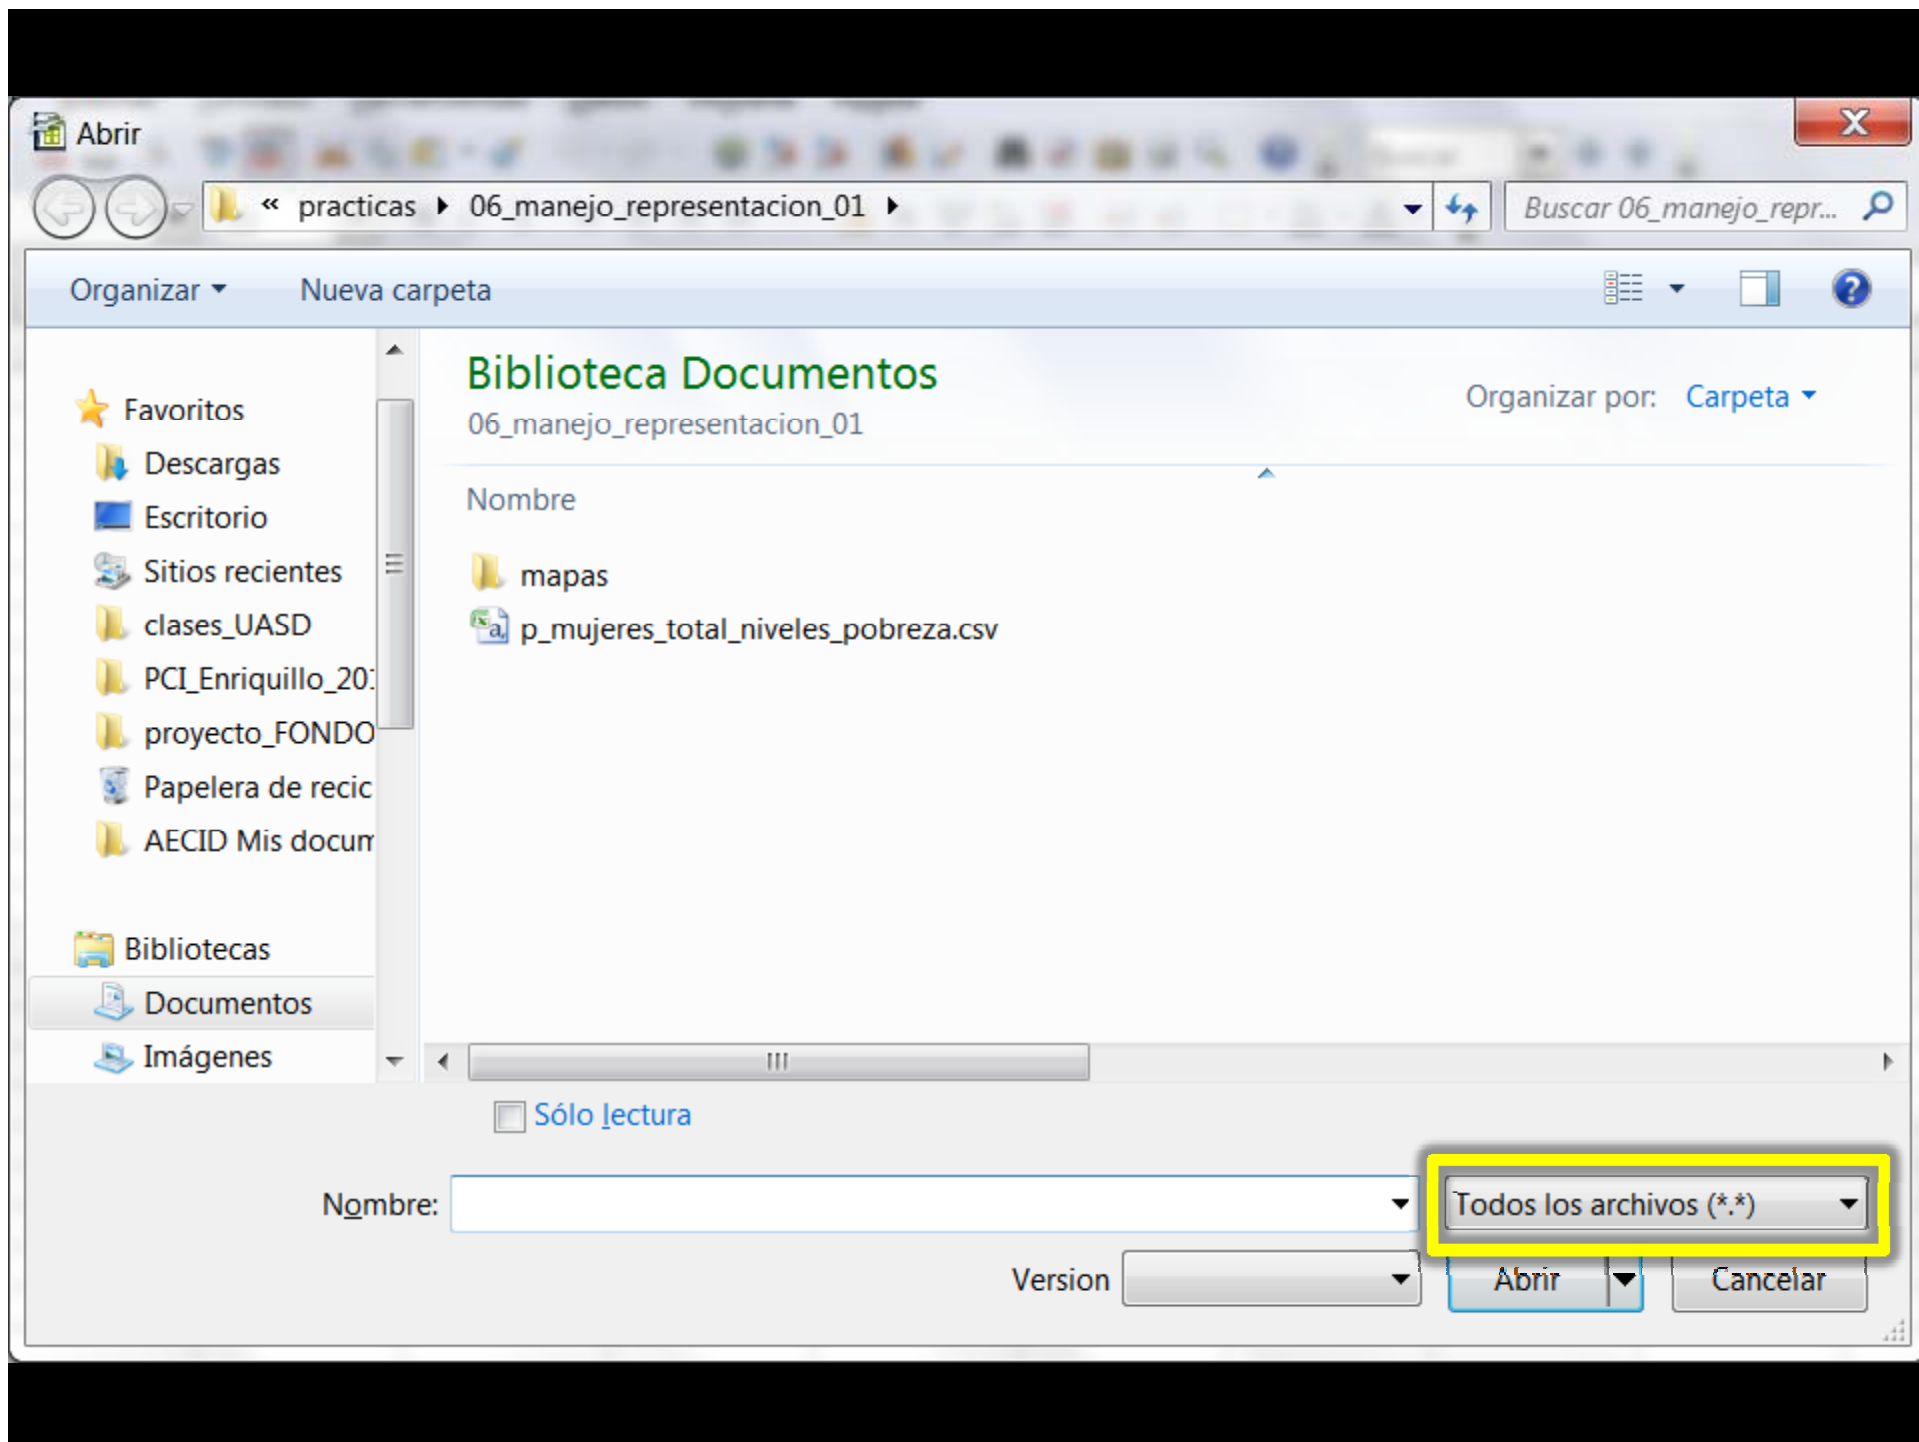 Abrir
« practicas 06_manejo_representacion_01
Buscar 06_manejo_repr...
Organizar
Nueva carpeta
Favoritos
Descargas
Escritorio
Sitios recientes
clases_UASD
PCI_Enriquillo_201
proyecto_FONDO
Papelera de recic
AECID Mis docum
Bibliotecas
Documentos
Imágenes
Biblioteca Documentos
06_manejo_representacion_01
Organizar por: Carpeta
Nombre
mapas
p_mujeres_total_niveles_pobreza.csv
Sólo lectura
Nombre:
Todos los archivos (*.*)
Version
Abrir
Cancelar